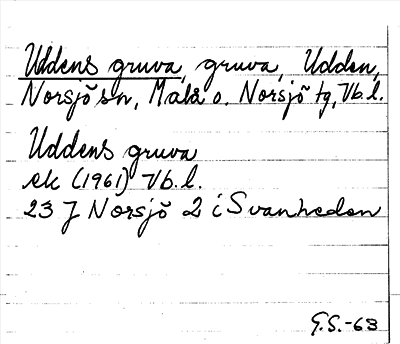 Uddens gruva, gruva, Udden,
Norsjö sn, Malå o. Norsjö tg, Vb.l.
Uddens gruva
ek (1961) Vb.l.
23 J Norsjö 2 i Svanheden
G.S.-63